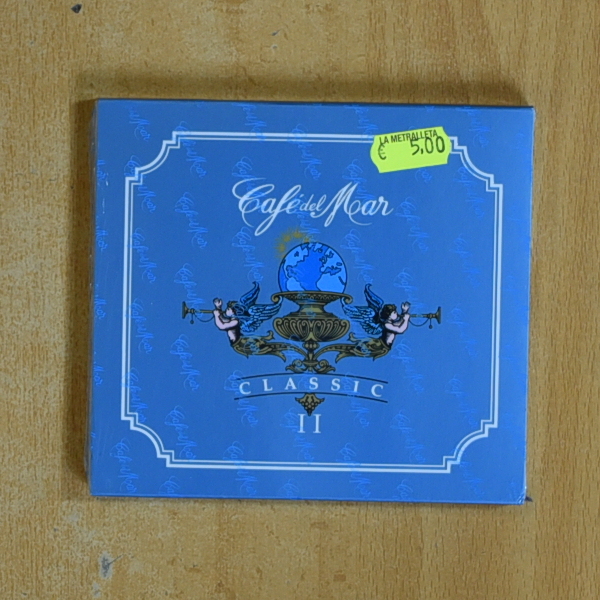 LA METRALLETA
€ 5,00
Café del Mar
CLASSIC
II